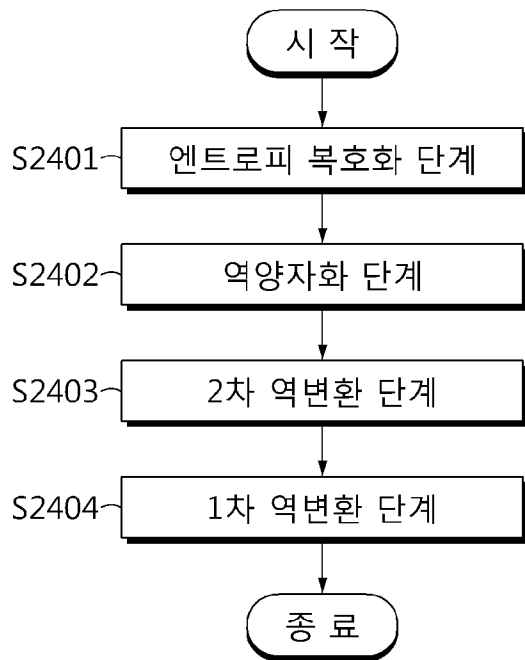 시 작
S2401 엔트로피 복호화 단계
S2402 역양자화 단계
S2403 2차 역변환 단계
S2404 1차 역변환 단계
종 료